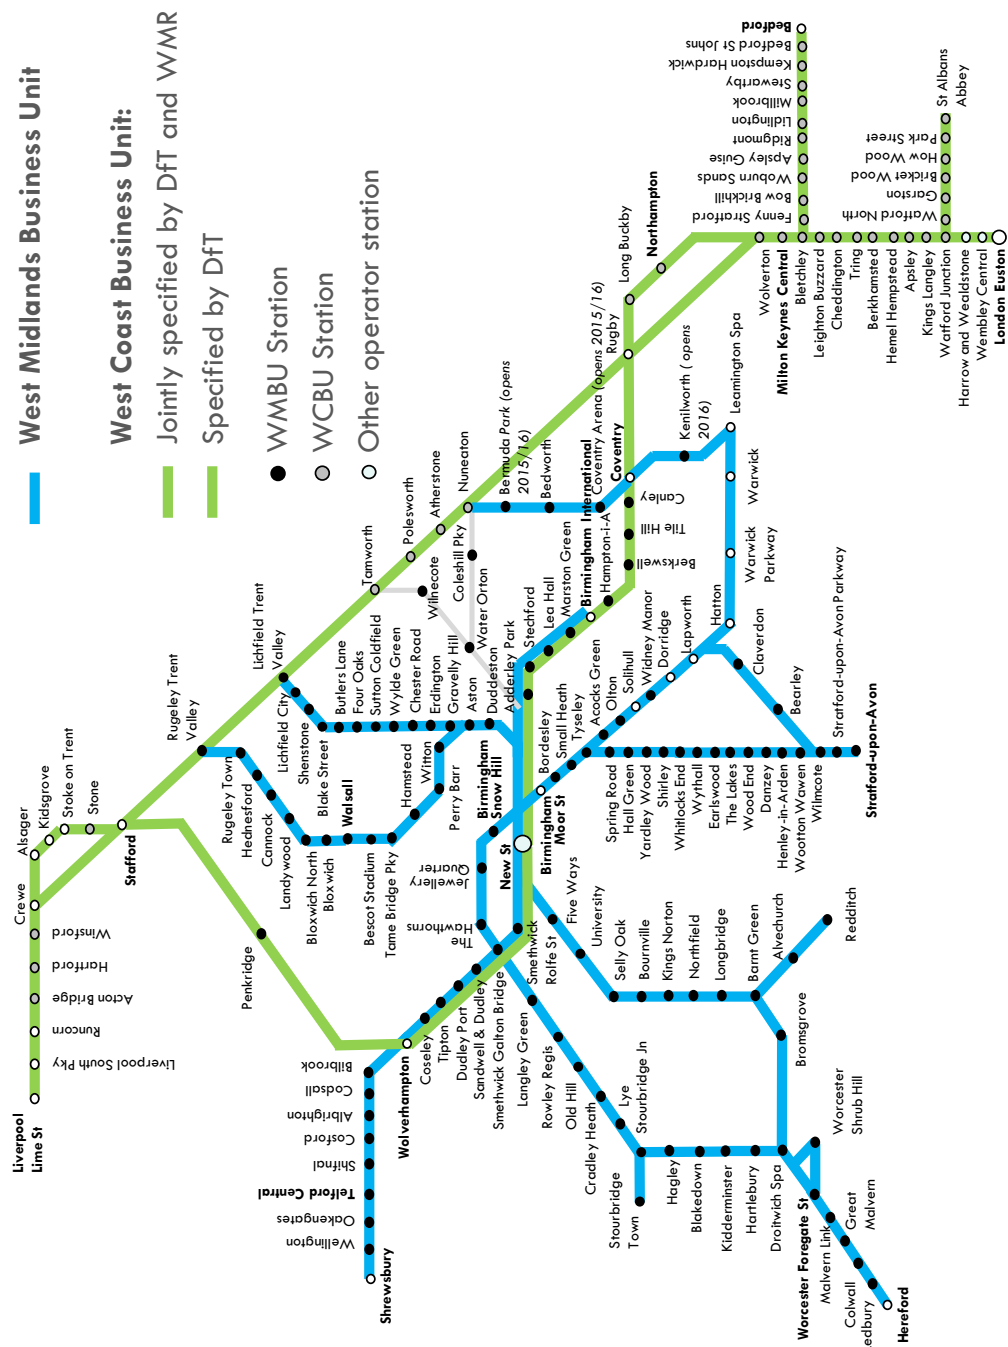 West Midlands Business Unit
West Coast Business Unit:
Jointly specified by DfT and WMR
Specified by DfT
WMBU Station
WCBU Station
Other operator station
Liverpool
Lime St
Liverpool South Pky
Runcorn
Acton Bridge
Hartford
Winsford
Crewe
Alsager
Kidsgrove
Stoke on Trent
Stone
Stafford
Penkridge
Rugeley Trent
Valley
Rugeley Town
Hednesford
Cannock
Landywood
Bloxwich North
Bloxwich
Walsall
Bescot Stadium
Tame Bridge Pky
Hamstead
Perry Barr
Witton
Lichfield Trent
Valley
Lichfield City
Shenstone
Blake Street
Butlers Lane
Four Oaks
Sutton Coldfield
Wylde Green
Chester Road
Erdington
Gravelly Hill
Aston
Duddeston
Adderley Park
Tamworth
Wilnecote
Polesworth
Atherstone
Nuneaton
Coleshill Pky
Water Orton
Bermuda Park (opens
2015/16)
Bedworth
Coventry Arena (opens 2015/16)
Coventry
Kenilworth ( opens
2016)
Leamington Spa
Warwick
Warwick
Parkway
Hatton
Claverdon
Bearley
Stratford-upon-Avon Parkway
Stratford-upon-Avon
Wilmcote
Wootton Wawen
Henley-in-Arden
Danzey
Wood End
The Lakes
Earlswood
Wythall
Whitlocks End
Shirley
Yardley Wood
Hall Green
Spring Road
Lapworth
Dorridge
Widney Manor
Solihull
Olton
Acocks Green
Tyseley
Small Heath
Bordesley
Birmingham
Moor St
Birmingham
Snow Hill
Jewellery
Quarter
The
Hawthorns
New St
Stechford
Lea Hall
Marston Green
Birmingham International
Hampton-i-A
Berkswell
Tile Hill
Canley
Rugby
Long Buckby
Northampton
Wolverton
Milton Keynes Central
Bletchley
Leighton Buzzard
Cheddington
Tring
Berkhamsted
Hemel Hempstead
Apsley
Kings Langley
Watford Junction
Harrow and Wealdstone
Wembley Central
London Euston
Fenny Stratford
Bow Brickhill
Woburn Sands
Apsley Guise
Ridgmont
Lidlington
Millbrook
Stewartby
Kempston Hardwick
Bedford St Johns
Bedford
Watford North
Garston
Bricket Wood
How Wood
Park Street
St Albans
Abbey
Shrewsbury
Wellington
Oakengates
Telford Central
Shifnal
Cosford
Albrighton
Codsall
Bilbrook
Wolverhampton
Coseley
Tipton
Dudley Port
Sandwell & Dudley
Smethwick Galton Bridge
Smethwick
Rolfe St
Langley Green
Rowley Regis
Old Hill
Cradley Heath
Lye
Stourbridge Jn
Stourbridge
Town
Hagley
Blakedown
Kidderminster
Hartlebury
Droitwich Spa
Five Ways
University
Selly Oak
Bournville
Kings Norton
Northfield
Longbridge
Barnt Green
Alvechurch
Redditch
Bromsgrove
Worcester
Shrub Hill
Worcester Foregate St
Malvern Link
Great
Malvern
Colwall
edbury
Hereford